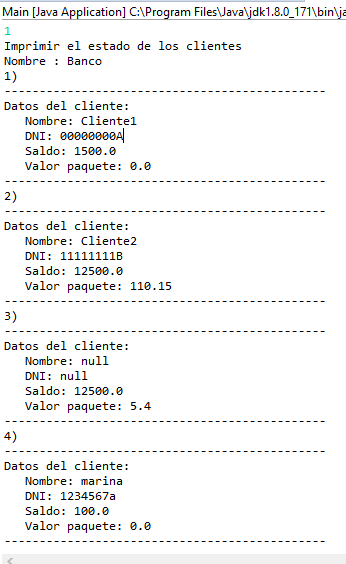 Main [Java Application] C:\Program Files\Java\jdk1.8.0_171\bin\ja
1
Imprimir el estado de los clientes
Nombre : Banco
1)
---------------------------------------------
Datos del cliente:
   Nombre: Cliente1
   DNI: 00000000A
   Saldo: 1500.0
   Valor paquete: 0.0
---------------------------------------------
2)
---------------------------------------------
Datos del cliente:
   Nombre: Cliente2
   DNI: 11111111B
   Saldo: 12500.0
   Valor paquete: 110.15
---------------------------------------------
3)
---------------------------------------------
Datos del cliente:
   Nombre: null
   DNI: null
   Saldo: 12500.0
   Valor paquete: 5.4
---------------------------------------------
4)
---------------------------------------------
Datos del cliente:
   Nombre: marina
   DNI: 1234567a
   Saldo: 100.0
   Valor paquete: 0.0
---------------------------------------------